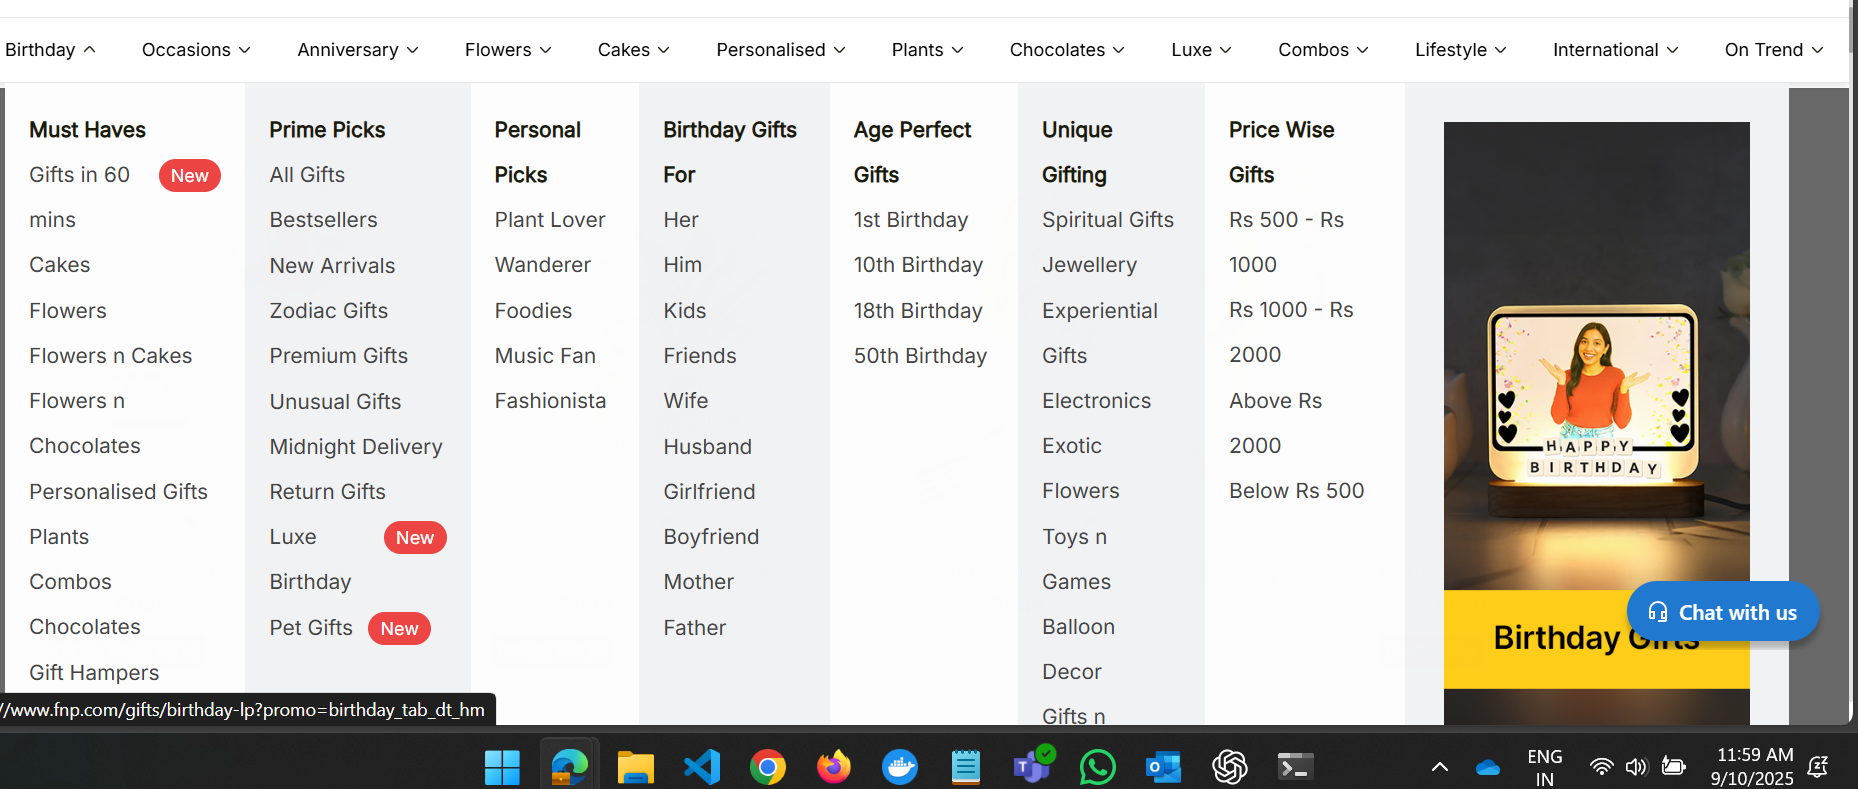 Birthday
Occasions
Anniversary
Flowers
Cakes
Personalised
Plants
Chocolates
Luxe
Combos
Lifestyle
International
On Trend
Must Haves
Gifts in 60
New
mins
Cakes
Flowers
Flowers n Cakes
Flowers n
Chocolates
Personalised Gifts
Plants
Combos
Chocolates
Gift Hampers
Prime Picks
All Gifts
Bestsellers
New Arrivals
Zodiac Gifts
Premium Gifts
Unusual Gifts
Midnight Delivery
Return Gifts
Luxe
New
Birthday
Pet Gifts
New
Personal
Picks
Plant Lover
Wanderer
Foodies
Music Fan
Fashionista
Birthday Gifts
For
Her
Him
Kids
Friends
Wife
Husband
Girlfriend
Boyfriend
Mother
Father
Age Perfect
Gifts
1st Birthday
10th Birthday
18th Birthday
50th Birthday
Unique
Gifting
Spiritual Gifts
Jewellery
Experiential
Gifts
Electronics
Exotic
Flowers
Toys n
Games
Balloon
Decor
Gifts n
Price Wise
Gifts
Rs 500 - Rs
1000
Rs 1000 - Rs
2000
Above Rs
2000
Below Rs 500
HAPPY
BIRTHDAY
Birthday Gifts
Chat with us
//www.fnp.com/gifts/birthday-lp?promo=birthday_tab_dt_hm
ENG
IN
11:59 AM
9/10/2025